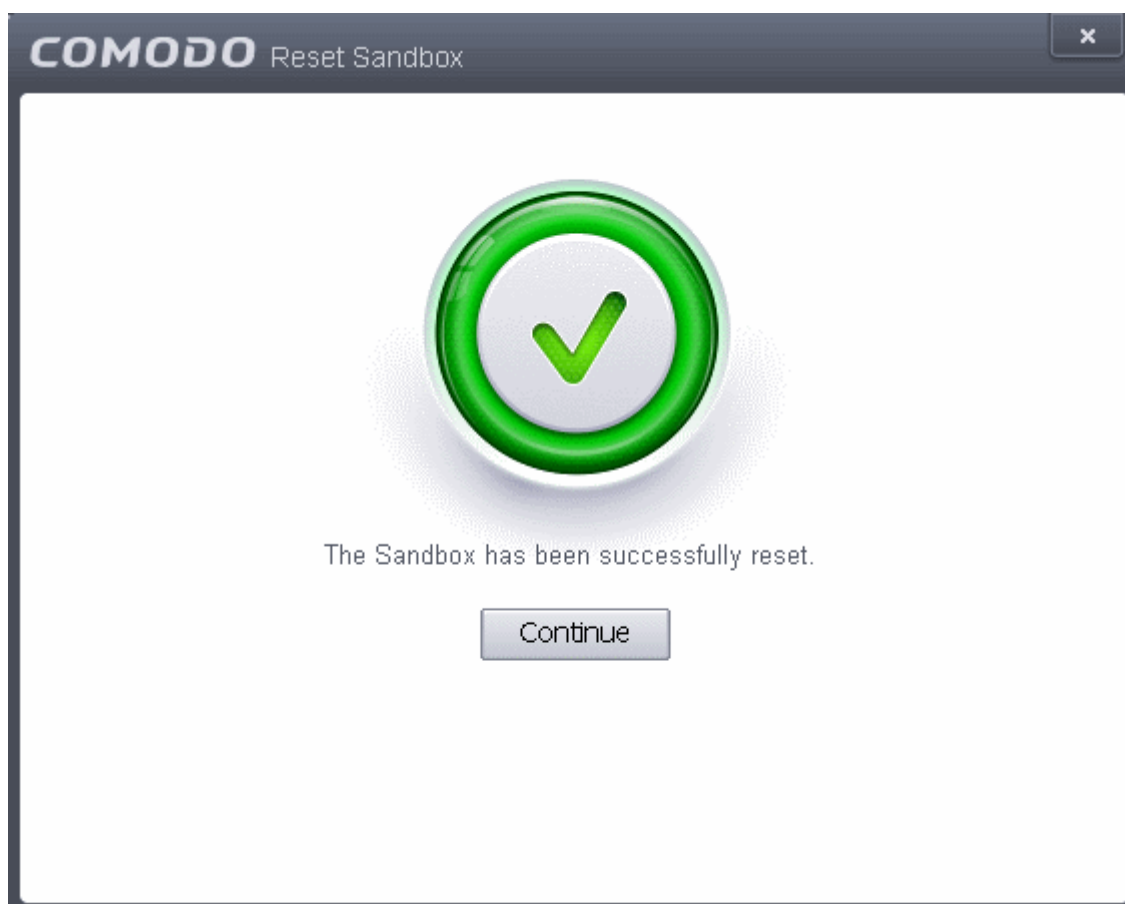 COMODO Reset Sandbox
The Sandbox has been successfully reset.
Continue